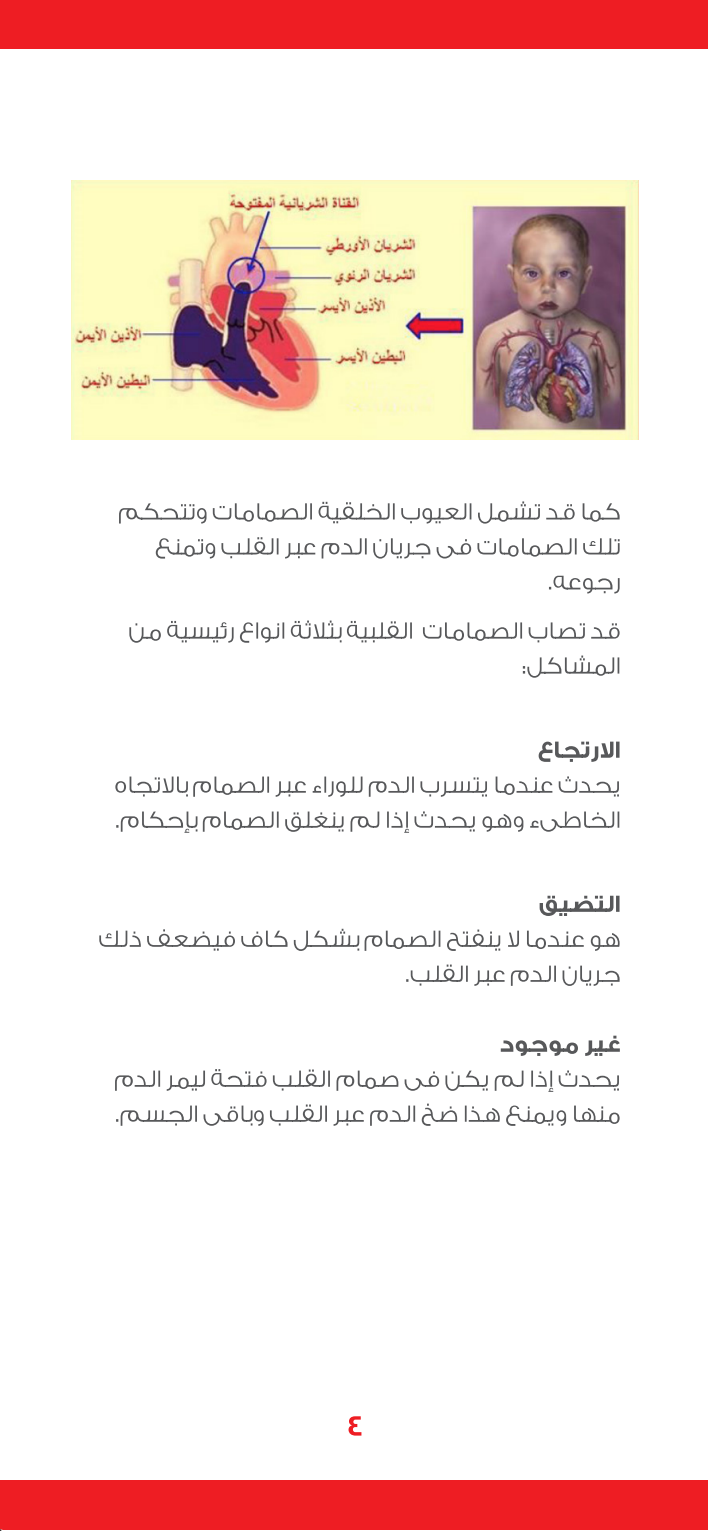 القناة الشريانية المفتوحة
الشريان الأورطي
الشريان الرئوي
الأذين الأيسر
الأذين الأيمن
البطين الأيسر
البطين الأيمن
كما قد تشمل العيوب الخلقية الصمامات وتتحكم
تلك الصمامات فى جريان الدم عبر القلب وتمنع
رجوعه.
قد تصاب الصمامات القلبية بثلاثة انواع رئيسية من
المشاكل:
الارتجاع
يحدث عندما يتسرب الدم للوراء عبر الصمام بالاتجاه
الخاطىء وهو يحدث إذا لم ينغلق الصمام بإحكام.
التضيق
هو عندما لا ينفتح الصمام بشكل كاف فيضعف ذلك
جريان الدم عبر القلب.
غير موجود
يحدث إذا لم يكن فى صمام القلب فتحة ليمر الدم
منها ويمنع هذا ضخ الدم عبر القلب وباقى الجسم.
٤